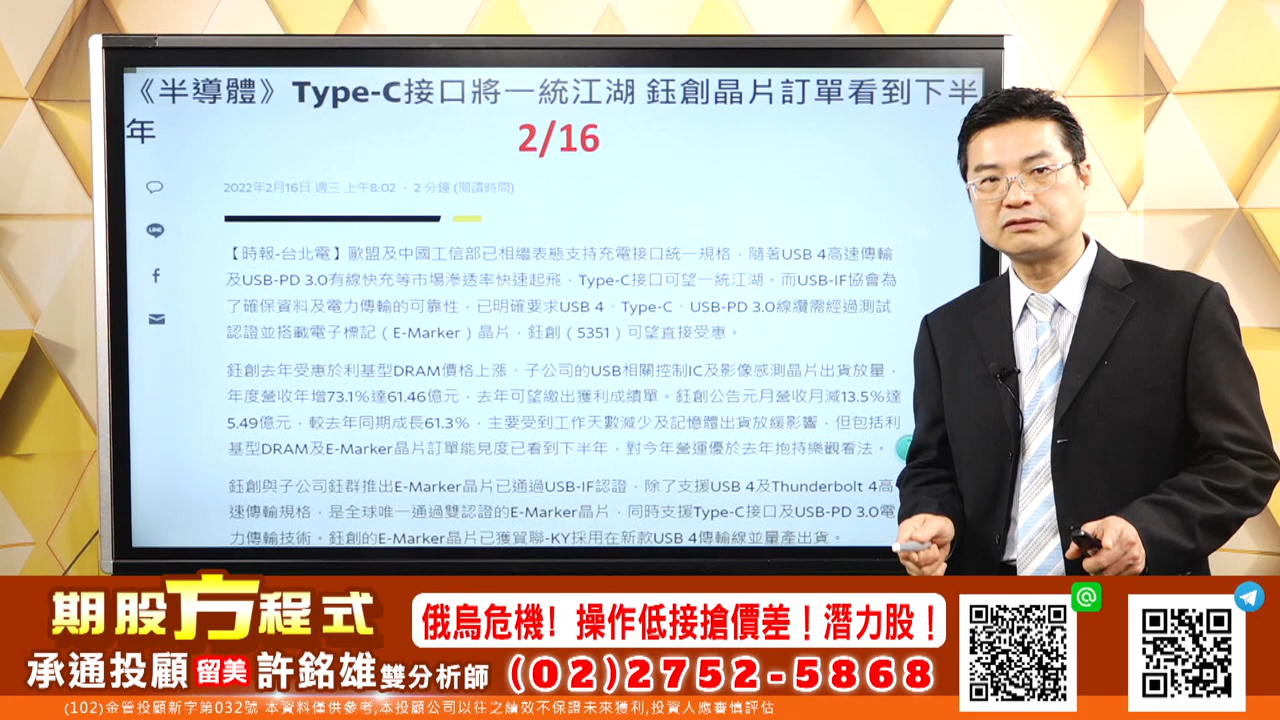 《半導體》Type-C接口將一統江湖 鈺創晶片訂單看到下半
年
2/16
2022年2月16日 週三 上午8:02 · 2 分鐘 (閱讀時間)
LINE
【時報-台北電】歐盟及中國工信部已相繼表態支持充電接口統一規格，隨著USB 4高速傳輸
及USB-PD 3.0有線快充等市場滲透率快速起飛，Type-C接口可望一統江湖。而USB-IF協會為
了確保資料及電力傳輸的可靠性，已明確要求USB 4、Type-C、USB-PD 3.0線纜需經過測試
認證並搭載電子標記（E-Marker）晶片，鈺創（5351）可望直接受惠。
鈺創去年受惠於利基型DRAM價格上漲、子公司的USB相關控制IC及影像感測晶片出貨放量，
年度營收年增73.1%達61.46億元，去年可望繳出獲利成績單。鈺創公告元月營收月減13.5%達
5.49億元，較去年同期成長61.3%，主要受到工作天數減少及記憶體出貨放緩影響，但包括利
基型DRAM及E-Marker晶片訂單能見度已看到下半年，對今年營運優於去年抱持樂觀看法。
鈺創與子公司鈺群推出E-Marker晶片已通過USB-IF認證，除了支援USB 4及Thunderbolt 4高
速傳輸規格，是全球唯一通過雙認證的E-Marker晶片，同時支援Type-C接口及USB-PD 3.0電
力傳輸技術。鈺創的E-Marker晶片已獲貿聯-KY採用在新款USB 4傳輸線並量產出貨。
期股方程式
俄烏危機！操作低接搶價差！潛力股！
承通投顧 留美 許銘雄 雙分析師 (02)2752-5868
(102)金管投顧新字第032號 本資料僅供參考,本投顧公司以往之績效不保證未來獲利,投資人應審慎評估